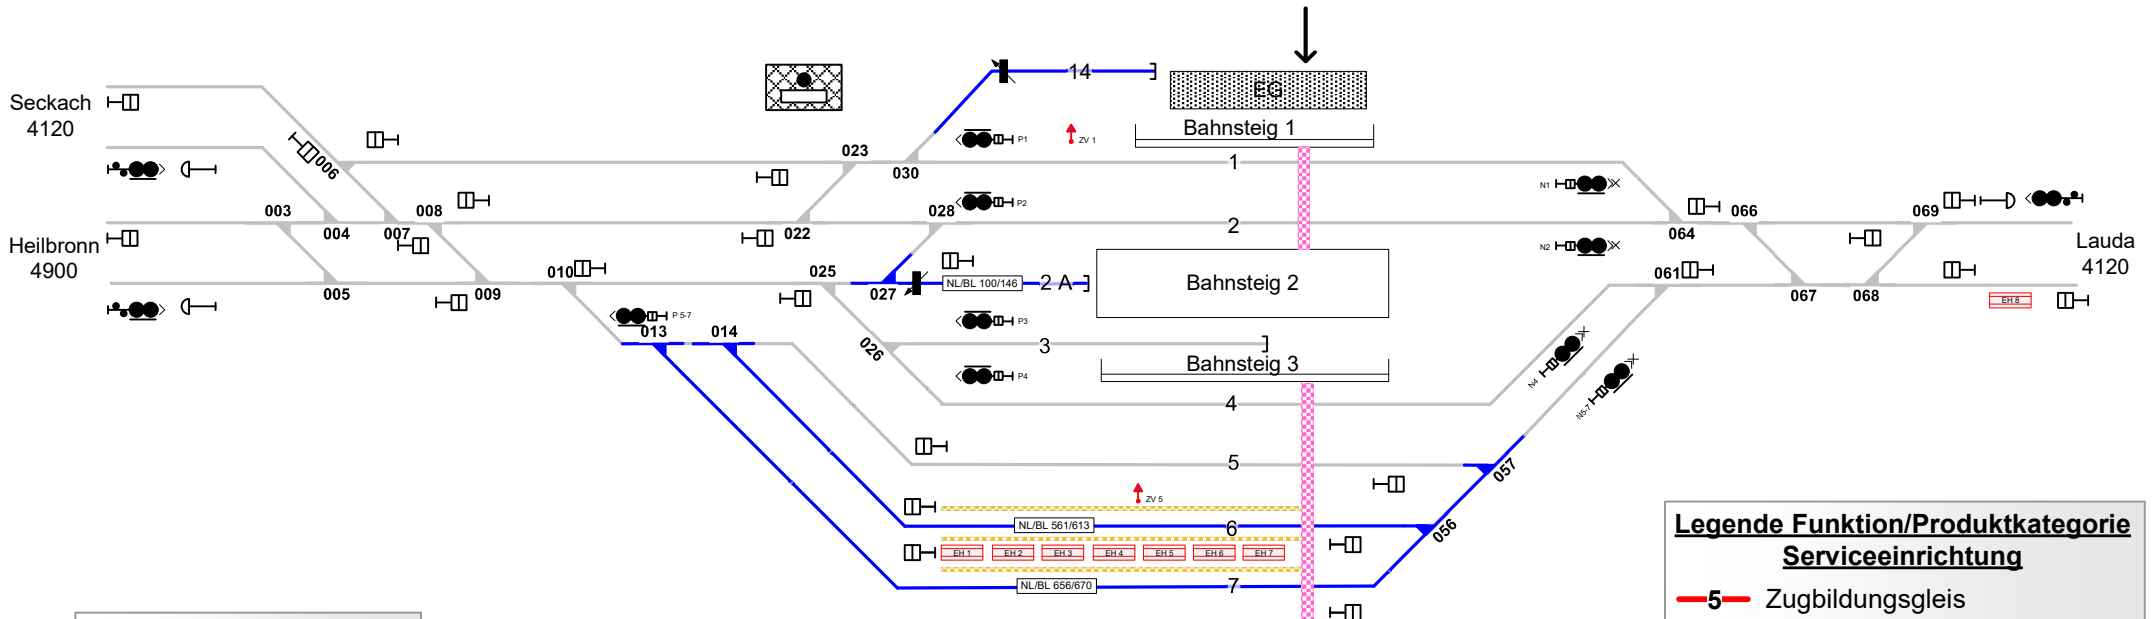 14
EG
Seckach
4120
Bahnsteig 1
P1
ZV 1
023
006
030
1
N1
P2
003
008
028
066
069
004
007
022
2
064
Heilbronn
4900
N2
Lauda
4120
010
025
061
005
009
027
NL/BL 100/146
2 A
Bahnsteig 2
067
068
EH 8
P 5-7
P3
013
014
026
3
Bahnsteig 3
N4
P4
4
N5-7
5
057
ZV 5
NL/BL 561/613
6
056
EH 1
EH 2
EH 3
EH 4
EH 5
EH 6
EH 7
NL/BL 656/670
7
Legende Funktion/Produktkategorie
Serviceeinrichtung
5
Zugbildungsgleis